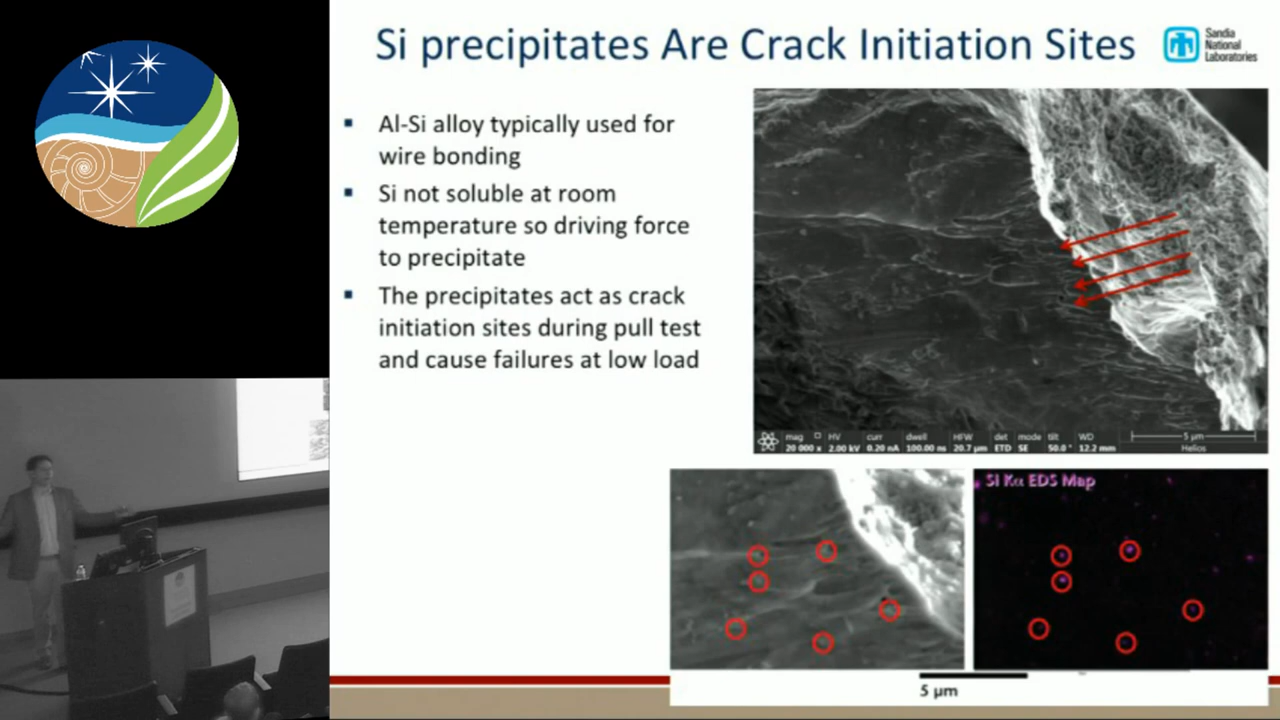 Si precipitates Are Crack Initiation Sites
Sandia
National
Laboratories
Al-Si alloy typically used for
wire bonding
Si not soluble at room
temperature so driving force
to precipitate
The precipitates act as crack
initiation sites during pull test
and cause failures at low load
mag HV curr dwell HFW det mode tilt WD
20 000 x 2.00 kV 0.20 nA 100.00 ns 20.7 µm ETD SE 50.0 ° 12.2 mm
5 µm
Helios
Si Kα EDS Map
5 µm